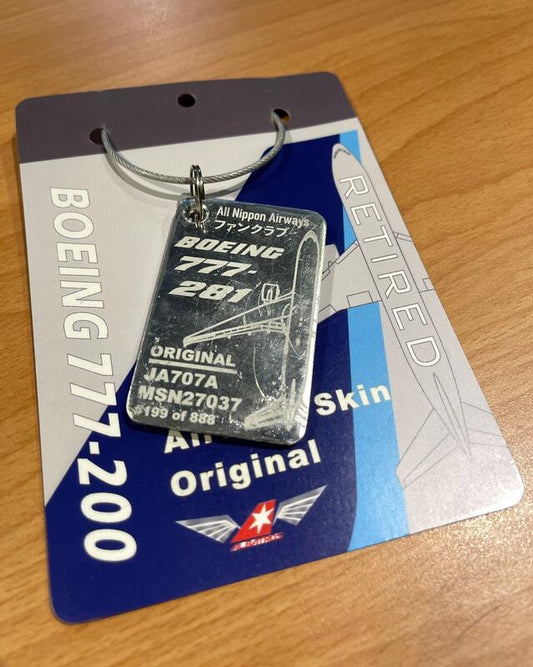 All Nippon Airways
ファンクラブ
BOEING
777-
281
ORIGINAL
JA707A
MSN27037
#199 of 888
BOEING 777-200
RETIRED
Skin
Original
ALBATROS